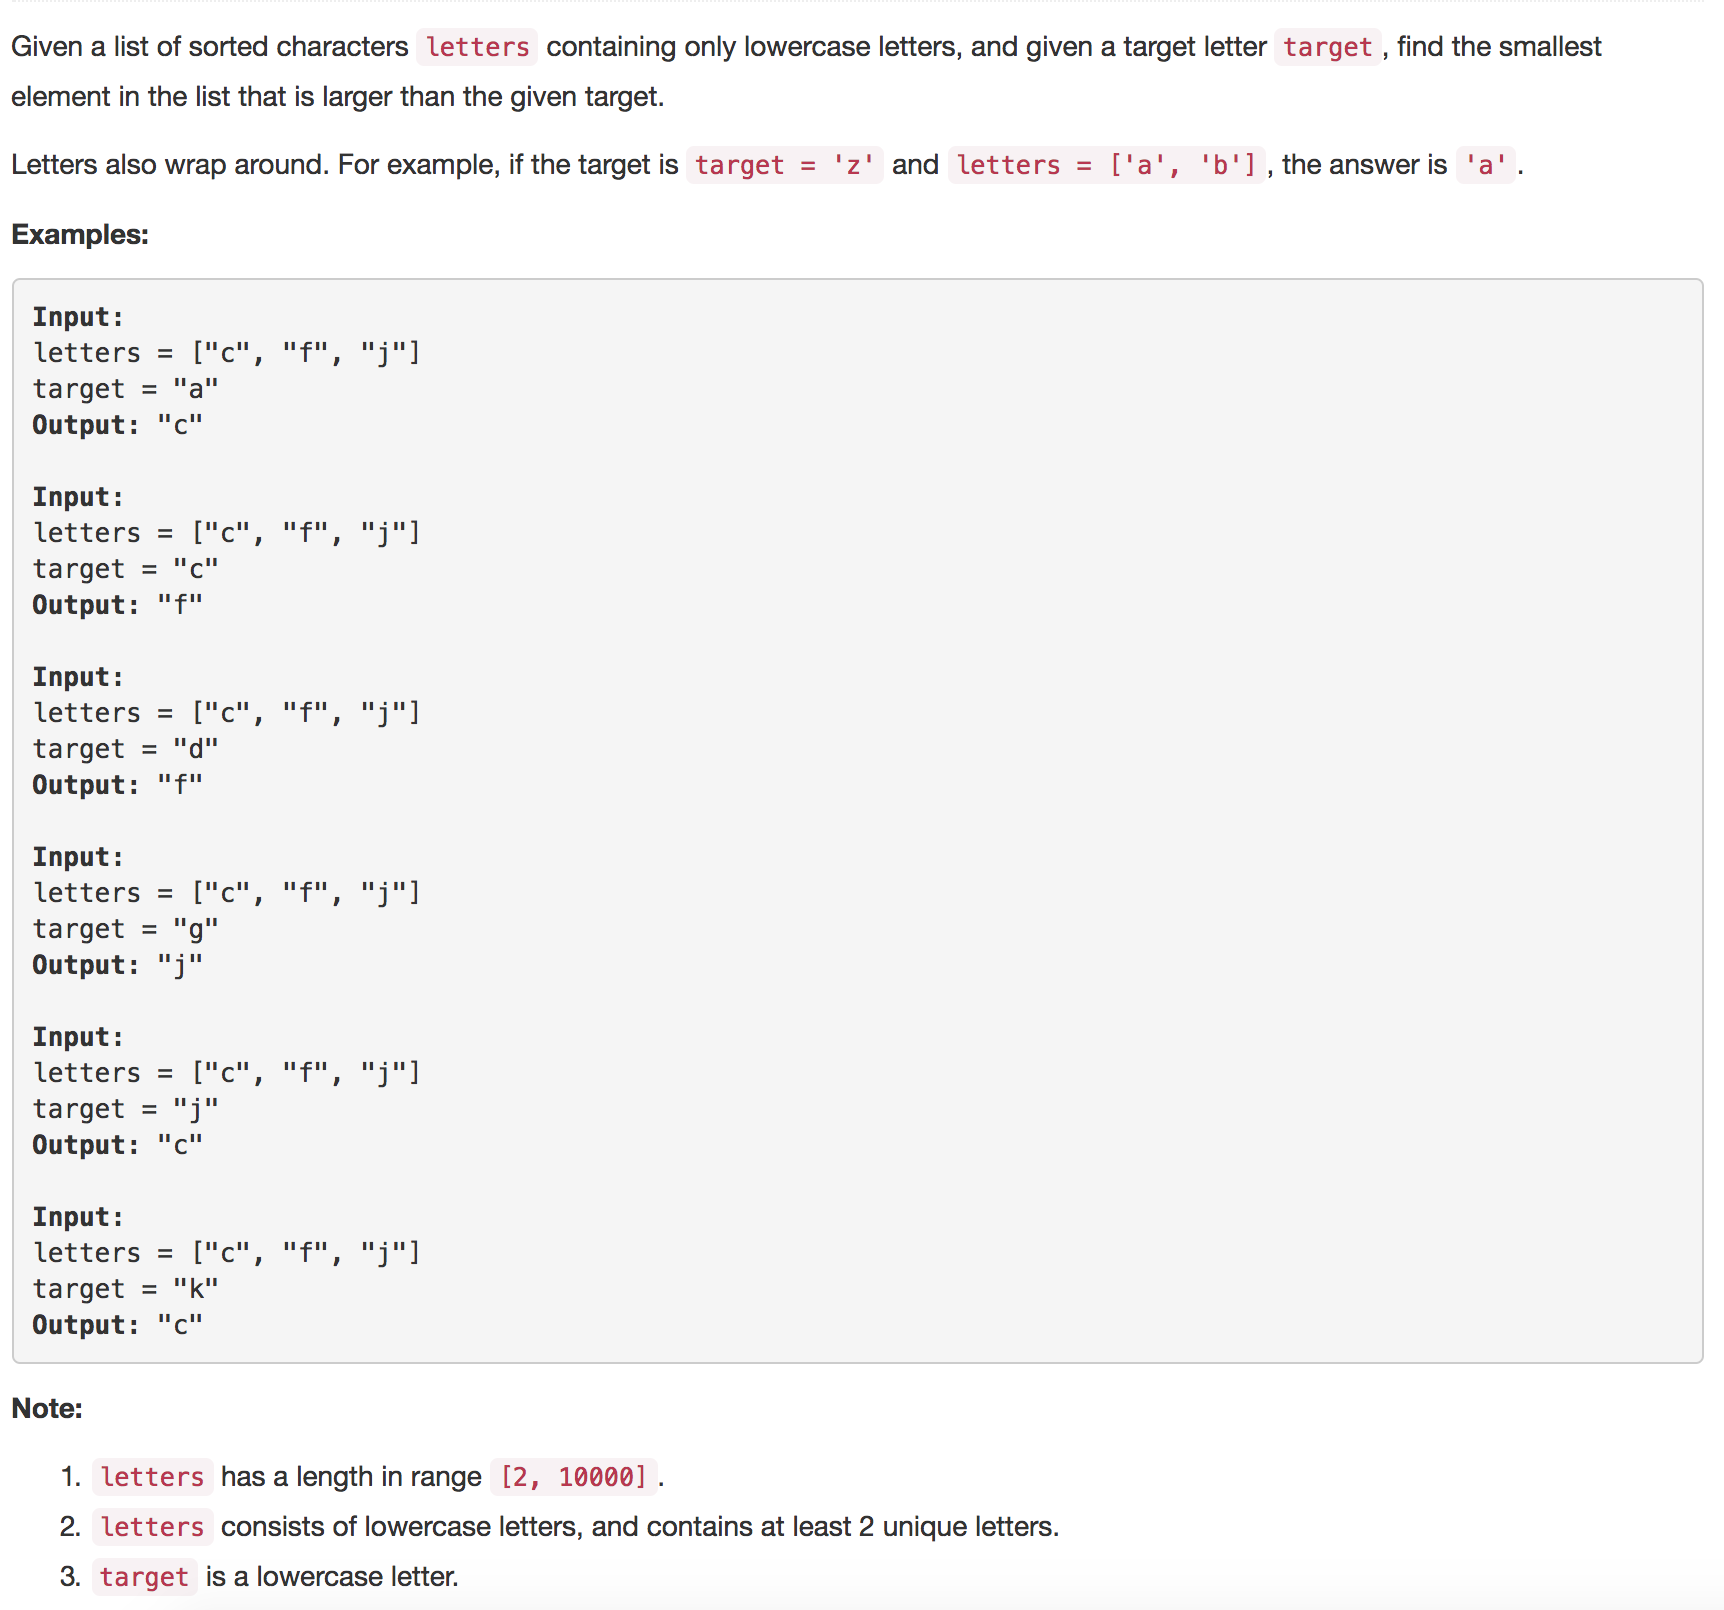 Given a list of sorted characters letters containing only lowercase letters, and given a target letter target, find the smallest
element in the list that is larger than the given target.
Letters also wrap around. For example, if the target is target = 'z' and letters = ['a', 'b'], the answer is 'a'.
Examples:
Input:
letters = ["c", "f", "j"]
target = "a"
Output: "c"
Input:
letters = ["c", "f", "j"]
target = "c"
Output: "f"
Input:
letters = ["c", "f", "j"]
target = "d"
Output: "f"
Input:
letters = ["c", "f", "j"]
target = "g"
Output: "j"
Input:
letters = ["c", "f", "j"]
target = "j"
Output: "c"
Input:
letters = ["c", "f", "j"]
target = "k"
Output: "c"
Note:
1. letters has a length in range [2, 10000].
2. letters consists of lowercase letters, and contains at least 2 unique letters.
3. target is a lowercase letter.